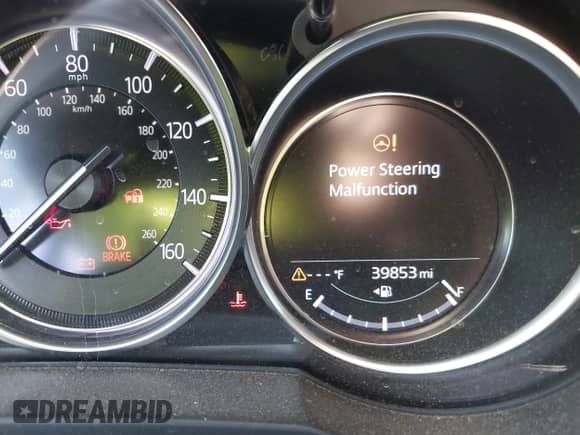 60
80
mph
100
120
140
160
80
100
120
140
160
180
200
220
240
260
km/h
60
40
20
BRAKE
Power Steering
Malfunction
--- °F
39853 mi
E
F
DREAMBID